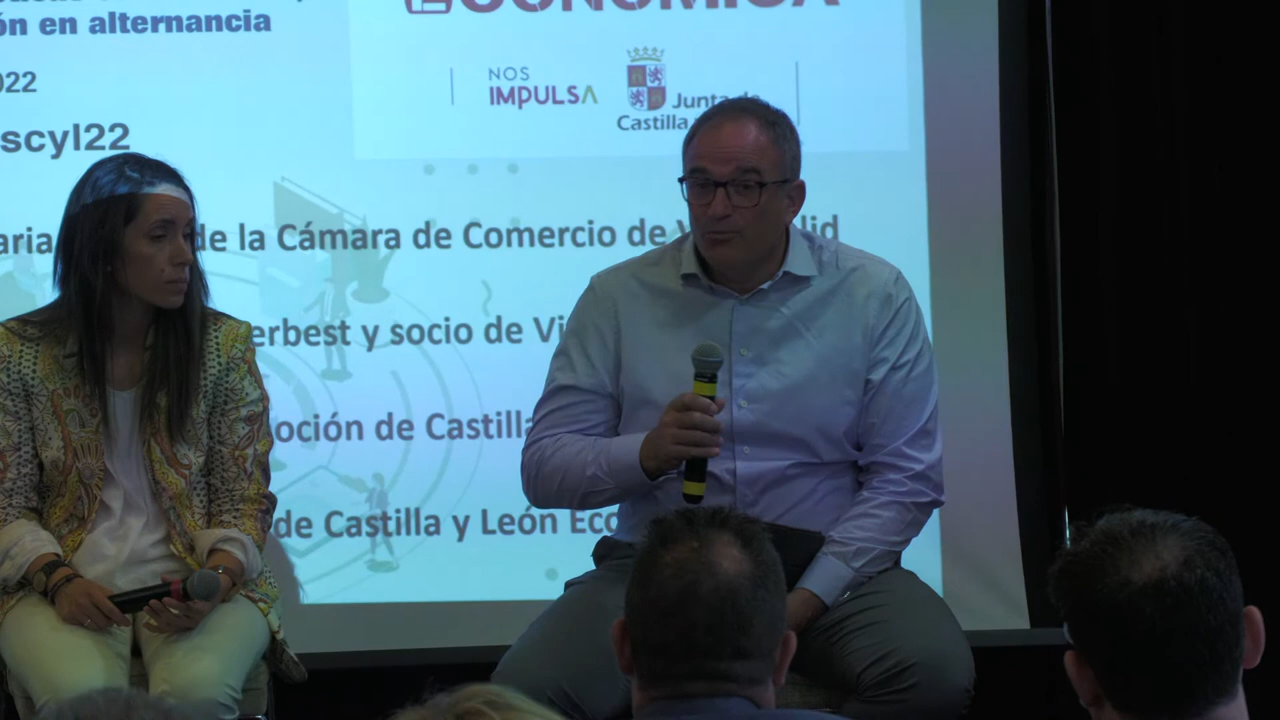 ón en alternancia
ECONÓMICA
022
NOS
IMPULSA
Junta de
Castilla
scyl22
aria de la Cámara de Comercio de V lid
erbest y socio de Vi
oción de Castilla
de Castilla y León Eco